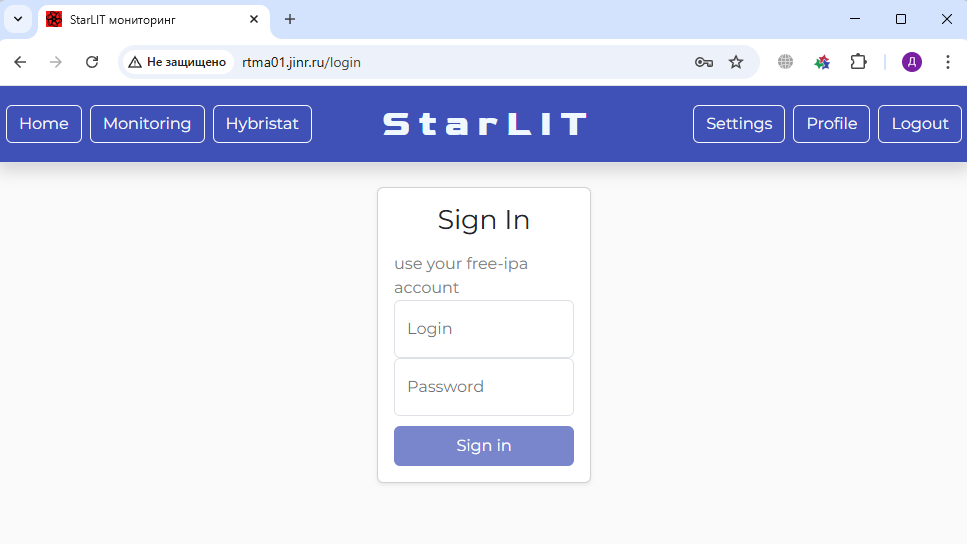 StarLIT мониторинг
Не защищено rtma01.jinr.ru/login
Д
Home Monitoring Hybristat StarLIT Settings Profile Logout
Sign In
use your free-ipa
account
Login
Password
Sign in